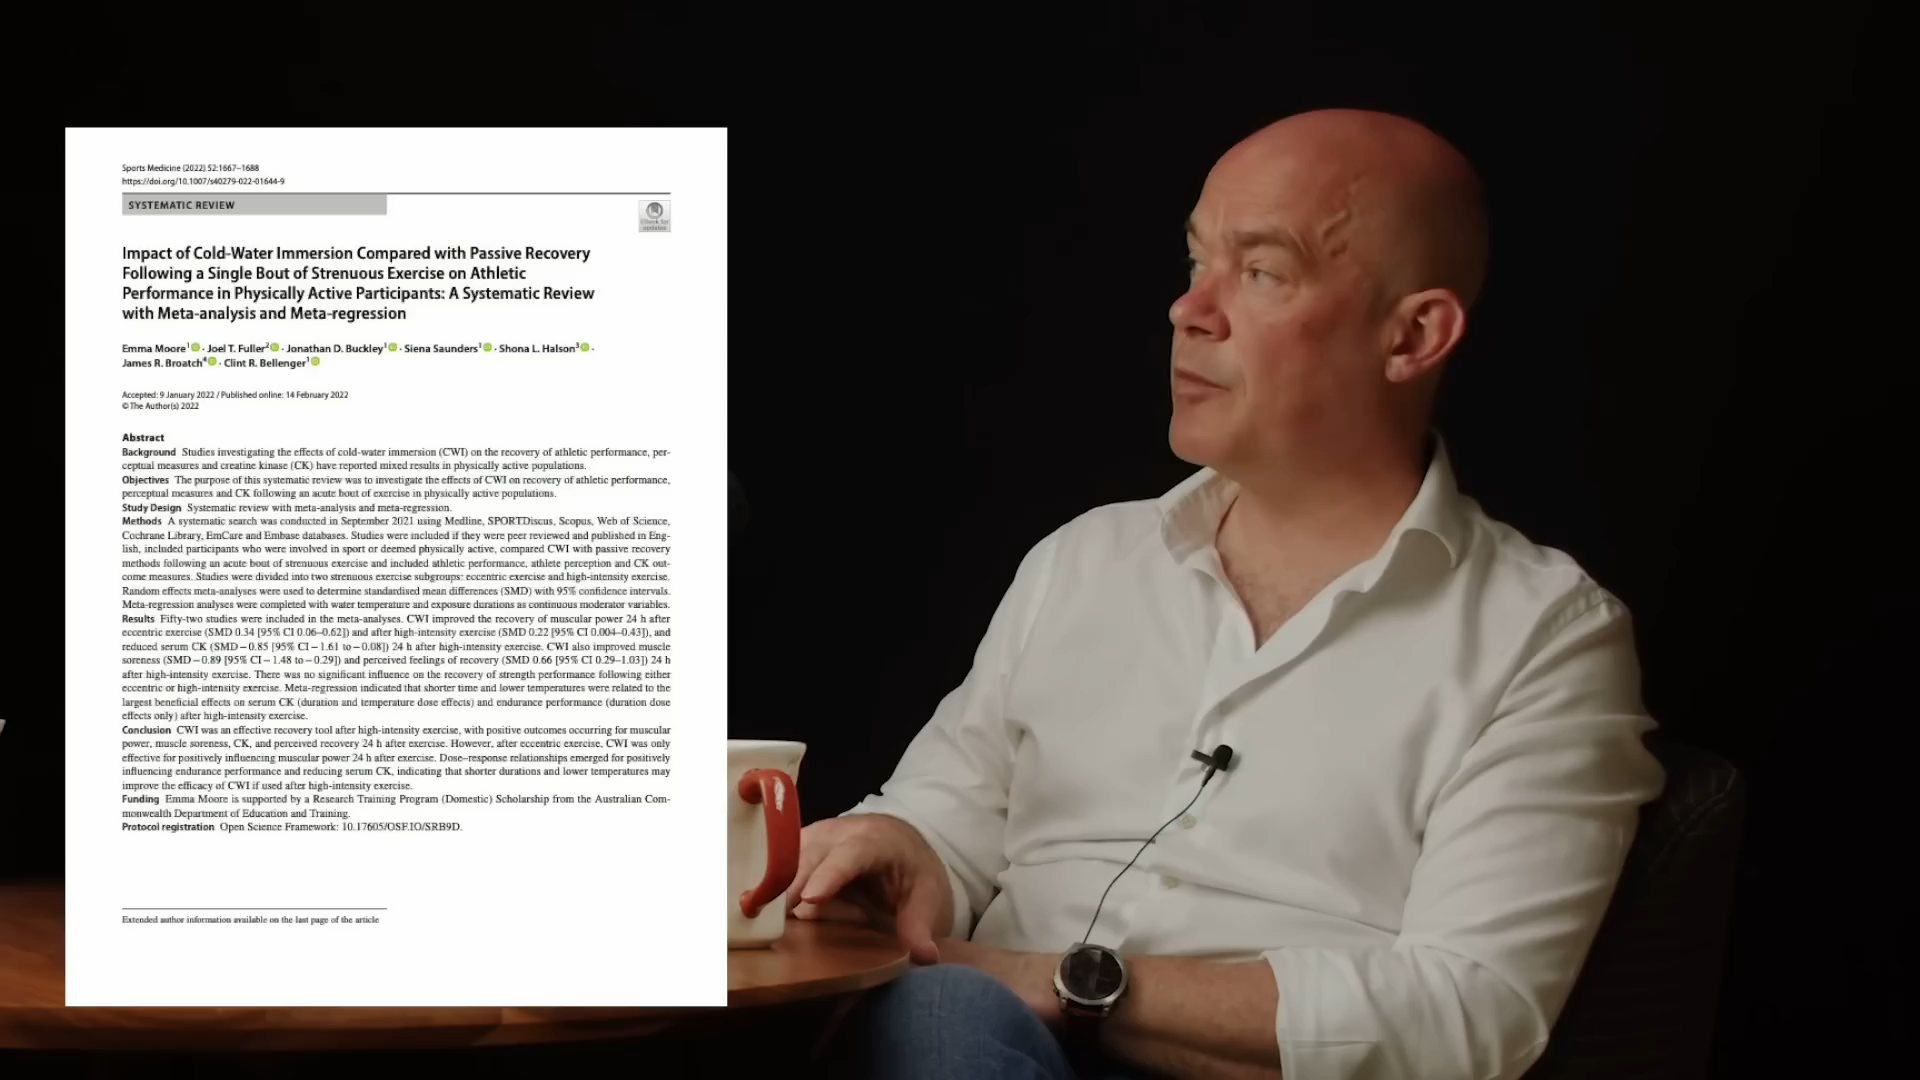 Sports Medicine (2022) 52:1667–1688
https://doi.org/10.1007/s40279-022-01644-9
SYSTEMATIC REVIEW
Check for
updates
Impact of Cold-Water Immersion Compared with Passive Recovery
Following a Single Bout of Strenuous Exercise on Athletic
Performance in Physically Active Participants: A Systematic Review
with Meta-analysis and Meta-regression
Emma Moore1 · Joel T. Fuller2 · Jonathan D. Buckley1 · Siena Saunders1 · Shona L. Halson3 ·
James R. Broatch4 · Clint R. Bellenger1
Accepted: 9 January 2022 / Published online: 14 February 2022
© The Author(s) 2022
Abstract
Background Studies investigating the effects of cold-water immersion (CWI) on the recovery of athletic performance, per-
ceptual measures and creatine kinase (CK) have reported mixed results in physically active populations.
Objectives The purpose of this systematic review was to investigate the effects of CWI on recovery of athletic performance,
perceptual measures and CK following an acute bout of exercise in physically active populations.
Study Design Systematic review with meta-analysis and meta-regression.
Methods A systematic search was conducted in September 2021 using Medline, SPORTDiscus, Scopus, Web of Science,
Cochrane Library, EmCare and Embase databases. Studies were included if they were peer reviewed and published in Eng-
lish, included participants who were involved in sport or deemed physically active, compared CWI with passive recovery
methods following an acute bout of strenuous exercise and included athletic performance, athlete perception and CK out-
come measures. Studies were divided into two strenuous exercise subgroups: eccentric exercise and high-intensity exercise.
Random effects meta-analyses were used to determine standardised mean differences (SMD) with 95% confidence intervals.
Meta-regression analyses were completed with water temperature and exposure durations as continuous moderator variables.
Results Fifty-two studies were included in the meta-analyses. CWI improved the recovery of muscular power 24 h after
eccentric exercise (SMD 0.34 [95% CI 0.06–0.62]) and after high-intensity exercise (SMD 0.22 [95% CI 0.004–0.43]), and
reduced serum CK (SMD – 0.85 [95% CI – 1.61 to – 0.08]) 24 h after high-intensity exercise. CWI also improved muscle
soreness (SMD – 0.89 [95% CI – 1.48 to – 0.29]) and perceived feelings of recovery (SMD 0.66 [95% CI 0.29–1.03]) 24 h
after high-intensity exercise. There was no significant influence on the recovery of strength performance following either
eccentric or high-intensity exercise. Meta-regression indicated that shorter time and lower temperatures were related to the
largest beneficial effects on serum CK (duration and temperature dose effects) and endurance performance (duration dose
effects only) after high-intensity exercise.
Conclusion CWI was an effective recovery tool after high-intensity exercise, with positive outcomes occurring for muscular
power, muscle soreness, CK, and perceived recovery 24 h after exercise. However, after eccentric exercise, CWI was only
effective for positively influencing muscular power 24 h after exercise. Dose–response relationships emerged for positively
influencing endurance performance and reducing serum CK, indicating that shorter durations and lower temperatures may
improve the efficacy of CWI if used after high-intensity exercise.
Funding Emma Moore is supported by a Research Training Program (Domestic) Scholarship from the Australian Com-
monwealth Department of Education and Training.
Protocol registration Open Science Framework: 10.17605/OSF.IO/SRB9D.
Extended author information available on the last page of the article